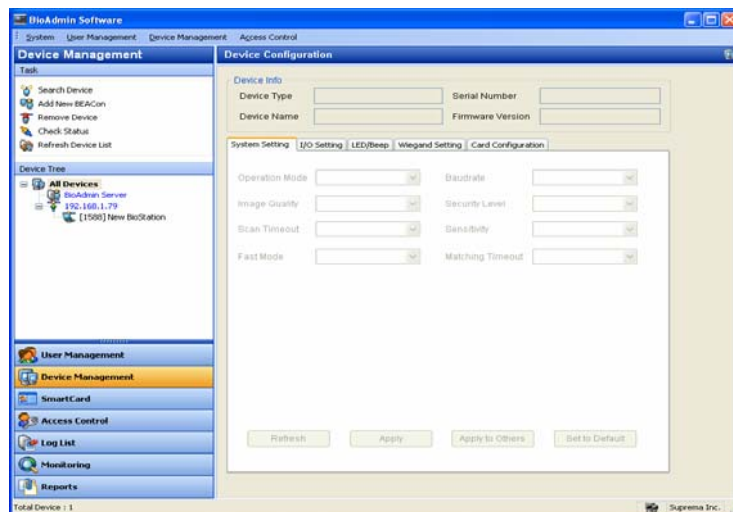 BioAdmin Software
System User Management Device Management Access Control
Device Management
Task
Search Device
Add New BEACon
Remove Device
Check Status
Refresh Device List
Device Tree
All Devices
BioAdmin Server
192.168.1.79
[1588] New BioStation
User Management
Device Management
SmartCard
Access Control
Log List
Monitoring
Reports
Device Configuration
Device Info
Device Type Serial Number
Device Name Firmware Version
System Setting I/O Setting LED/Beep Wiegand Setting Card Configuration
Operation Mode Baudrate
Image Quality Security Level
Scan Timeout Sensitivity
Fast Mode Matching Timeout
Refresh Apply Apply to Others Set to Default
Total Device : 1 Suprema Inc.